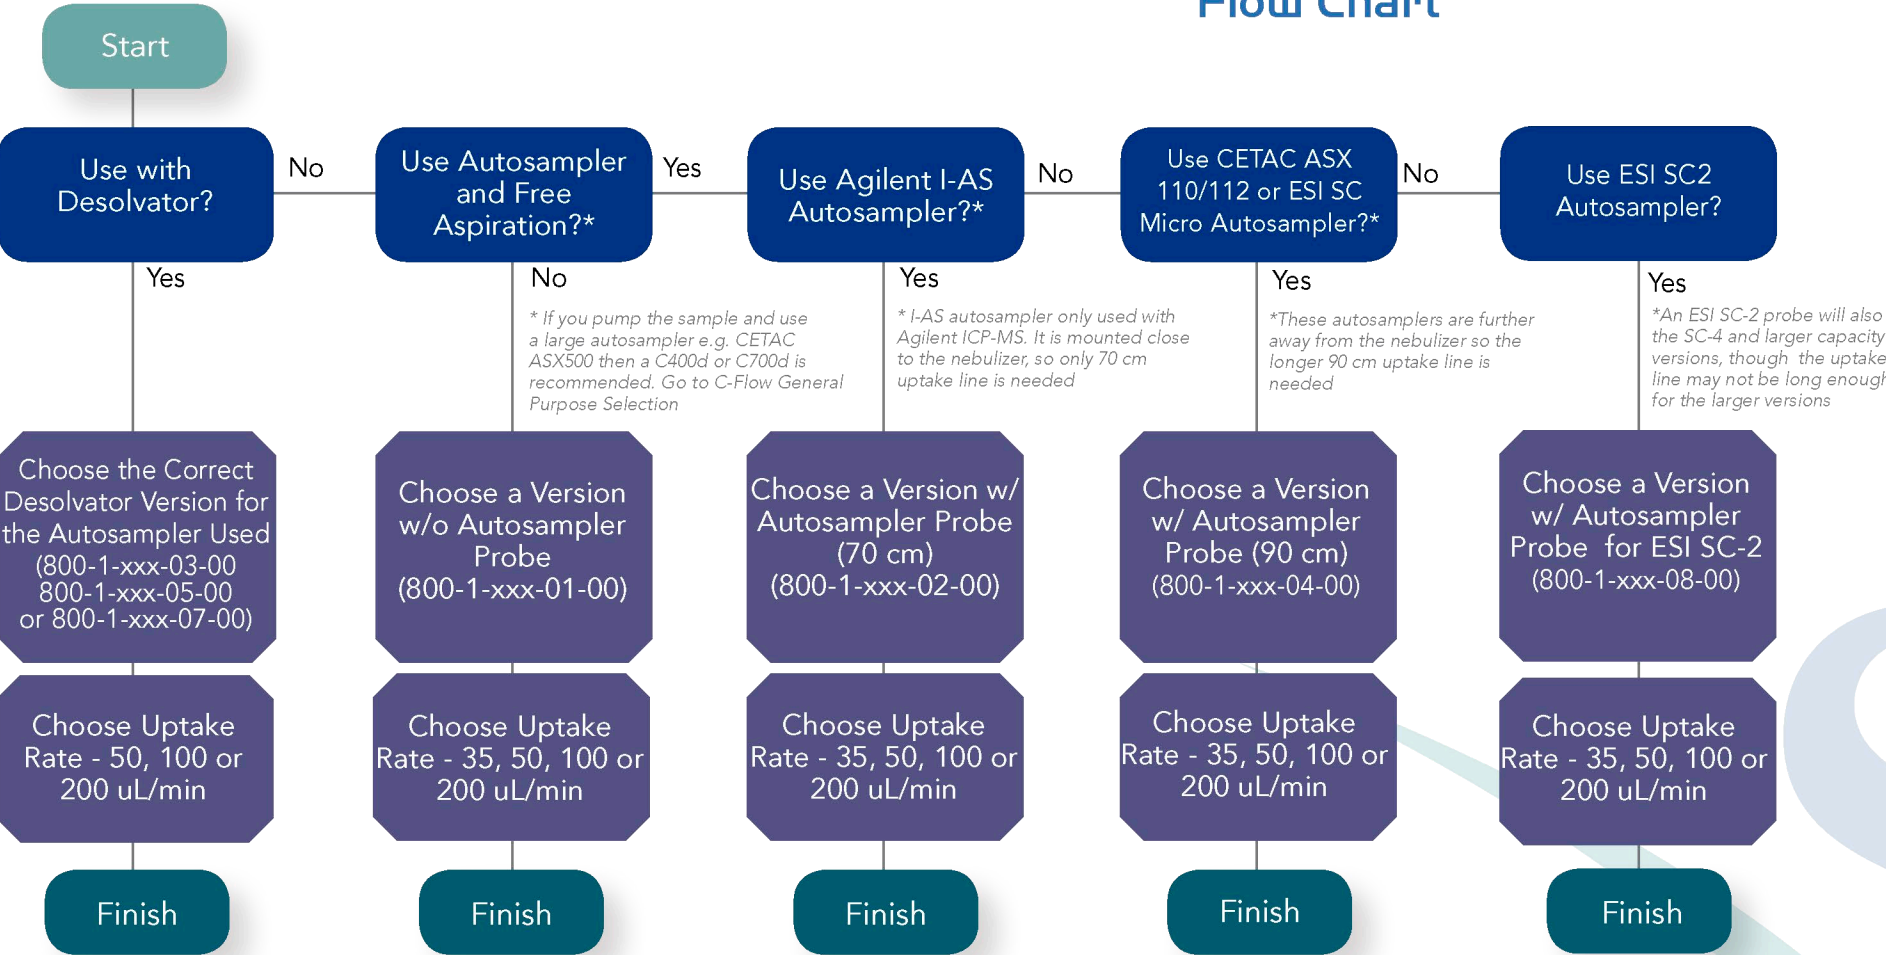 Flow Chart
Start
Use with
Desolvator?
No
Yes
Use Autosampler
and Free
Aspiration?*
Yes
No
* If you pump the sample and use
a large autosampler e.g. CETAC
ASX500 then a C400d or C700d is
recommended. Go to C-Flow General
Purpose Selection
Use Agilent I-AS
Autosampler?*
No
Yes
* I-AS autosampler only used with
Agilent ICP-MS. It is mounted close
to the nebulizer, so only 70 cm
uptake line is needed
Use CETAC ASX
110/112 or ESI SC
Micro Autosampler?*
No
Yes
*These autosamplers are further
away from the nebulizer so the
longer 90 cm uptake line is
needed
Use ESI SC2
Autosampler?
Yes
*An ESI SC-2 probe will also
the SC-4 and larger capacity
versions, though the uptake
line may not be long enough
for the larger versions
Choose the Correct
Desolvator Version for
the Autosampler Used
(800-1-xxx-03-00
800-1-xxx-05-00
or 800-1-xxx-07-00)
Choose a Version
w/o Autosampler
Probe
(800-1-xxx-01-00)
Choose a Version w/
Autosampler Probe
(70 cm)
(800-1-xxx-02-00)
Choose a Version
w/ Autosampler
Probe (90 cm)
(800-1-xxx-04-00)
Choose a Version
w/ Autosampler
Probe for ESI SC-2
(800-1-xxx-08-00)
Choose Uptake
Rate - 50, 100 or
200 uL/min
Choose Uptake
Rate - 35, 50, 100 or
200 uL/min
Choose Uptake
Rate - 35, 50, 100 or
200 uL/min
Choose Uptake
Rate - 35, 50, 100 or
200 uL/min
Choose Uptake
Rate - 35, 50, 100 or
200 uL/min
Finish
Finish
Finish
Finish
Finish